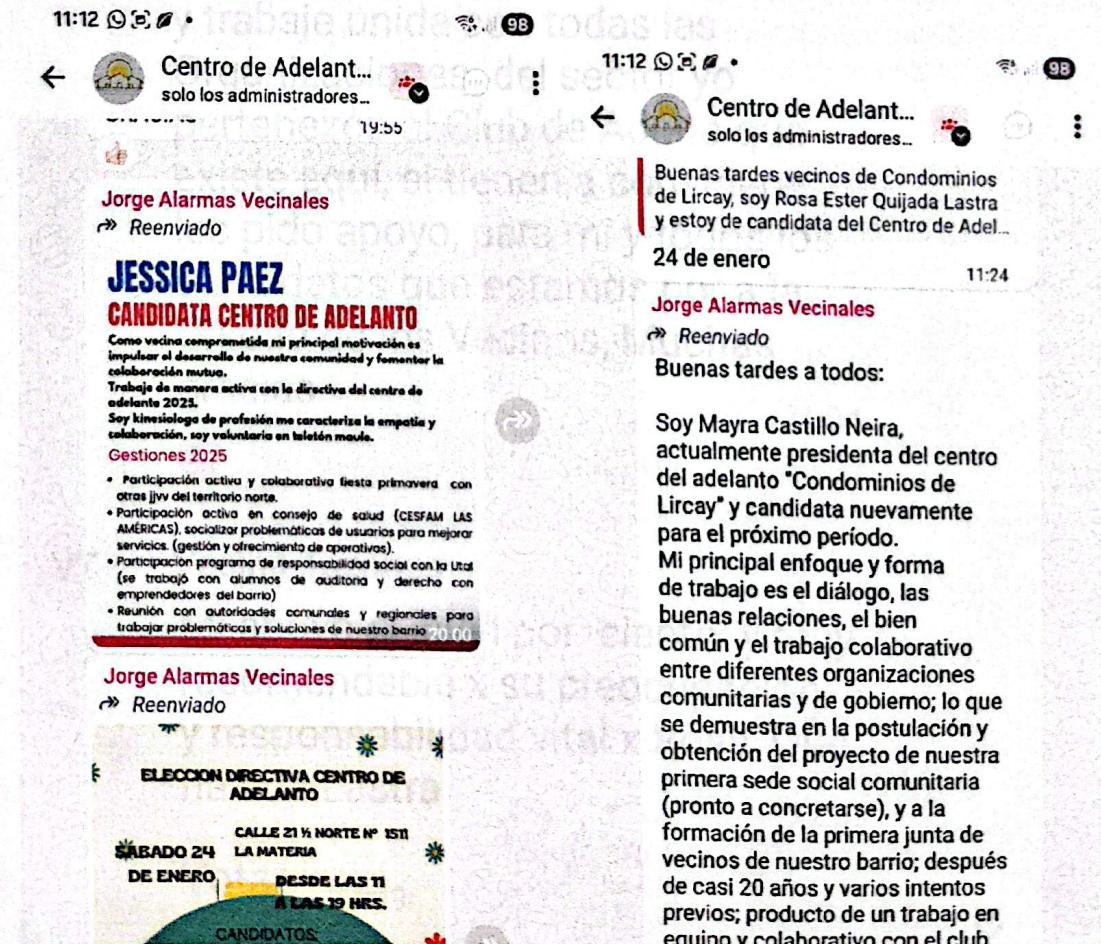 11:12
98
Centro de Adelant...
solo los administradores...
19:55
Jorge Alarmas Vecinales
Reenviado
JESSICA PAEZ
CANDIDATA CENTRO DE ADELANTO
Como vecina comprometida mi principal motivación es
impulsar el desarrollo de nuestra comunidad y fomentar la
colaboración mutua.
Trabaje de manera activa con la directiva del centro de
adelanto 2025.
Soy kinesiologa de profesión me caracteriza la empatia y
colaboración, soy voluntaria en teletón maule.
Gestiones 2025
• Participación activa y colaborativa fiesta primavera con
otras jjvv del territorio norte.
• Participación activa en consejo de salud (CESFAM LAS
AMÉRICAS), socializar problemáticas de usuarios para mejorar
servicios. (gestión y ofrecimiento de operativos).
• Participación programa de responsabilidad social con la Utal
(se trabajó con alumnos de auditoria y derecho con
emprendedores del barrio)
• Reunión con autoridades comunales y regionales para
trabajar problemáticas y soluciones de nuestro barrio
20:00
Jorge Alarmas Vecinales
Reenviado
ELECCION DIRECTIVA CENTRO DE
ADELANTO
SABADO 24
DE ENERO
CALLE 21 ½ NORTE Nº 1511
LA MATERIA
DESDE LAS 11
A LAS 19 HRS.
CANDIDATOS:
11:12
98
Centro de Adelant...
solo los administradores...
Buenas tardes vecinos de Condominios
de Lircay, soy Rosa Ester Quijada Lastra
y estoy de candidata del Centro de Adel...
24 de enero
11:24
Jorge Alarmas Vecinales
Reenviado
Buenas tardes a todos:
Soy Mayra Castillo Neira,
actualmente presidenta del centro
del adelanto "Condominios de
Lircay" y candidata nuevamente
para el próximo período.
Mi principal enfoque y forma
de trabajo es el diálogo, las
buenas relaciones, el bien
común y el trabajo colaborativo
entre diferentes organizaciones
comunitarias y de gobierno; lo que
se demuestra en la postulación y
obtención del proyecto de nuestra
primera sede social comunitaria
(pronto a concretarse), y a la
formación de la primera junta de
vecinos de nuestro barrio; después
de casi 20 años y varios intentos
previos; producto de un trabajo en
equipo y colaborativo con el club